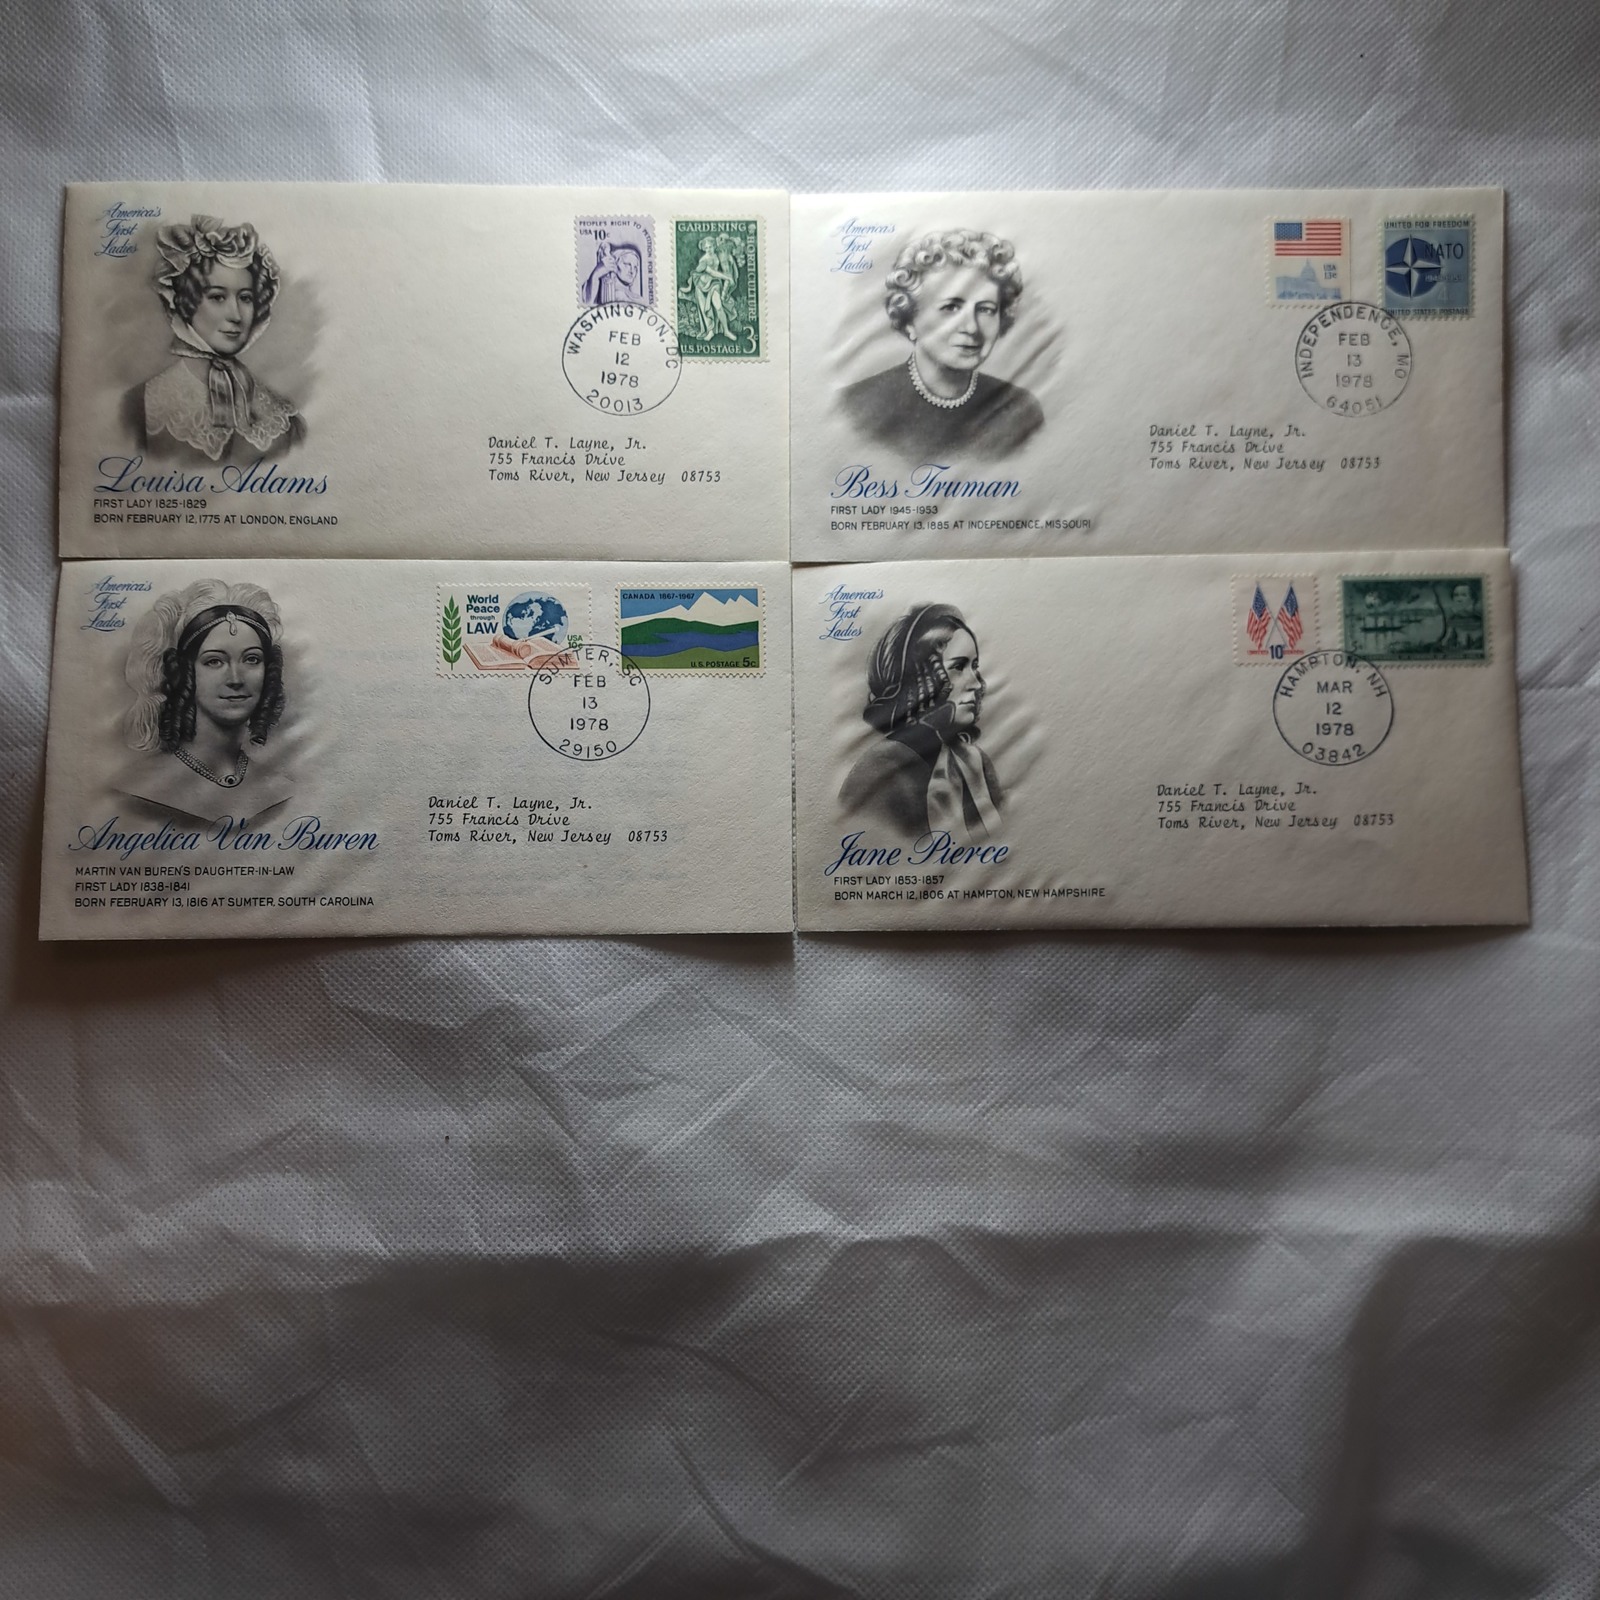 America's
First
Ladies
PEOPLE'S RIGHT TO PETITION FOR REDRESS
USA 10c
GARDENING
HORTICULTURE
U.S. POSTAGE 3c
WASHINGTON, DC
FEB
12
1978
20013
Daniel T. Layne, Jr.
755 Francis Drive
Toms River, New Jersey 08753
Louisa Adams
FIRST LADY 1825-1829
BORN FEBRUARY 12, 1775 AT LONDON, ENGLAND
America's
First
Ladies
USA
13c
UNITED FOR FREEDOM
NATO
UNITED STATES POSTAGE
INDEPENDENCE, MO
FEB
13
1978
64051
Daniel T. Layne, Jr.
755 Francis Drive
Toms River, New Jersey 08753
Bess Truman
FIRST LADY 1945-1953
BORN FEBRUARY 13, 1885 AT INDEPENDENCE, MISSOURI
America's
First
Ladies
World
Peace
through
LAW
USA
10c
CANADA 1867-1967
U.S. POSTAGE 5c
SUMTER, SC
FEB
13
1978
29150
Daniel T. Layne, Jr.
755 Francis Drive
Toms River, New Jersey 08753
Angelica Van Buren
MARTIN VAN BUREN'S DAUGHTER-IN-LAW
FIRST LADY 1838-1841
BORN FEBRUARY 13, 1816 AT SUMTER, SOUTH CAROLINA
America's
First
Ladies
10
HAMPTON, NH
MAR
12
1978
03842
Daniel T. Layne, Jr.
755 Francis Drive
Toms River, New Jersey 08753
Jane Pierce
FIRST LADY 1853-1857
BORN MARCH 12, 1806 AT HAMPTON, NEW HAMPSHIRE